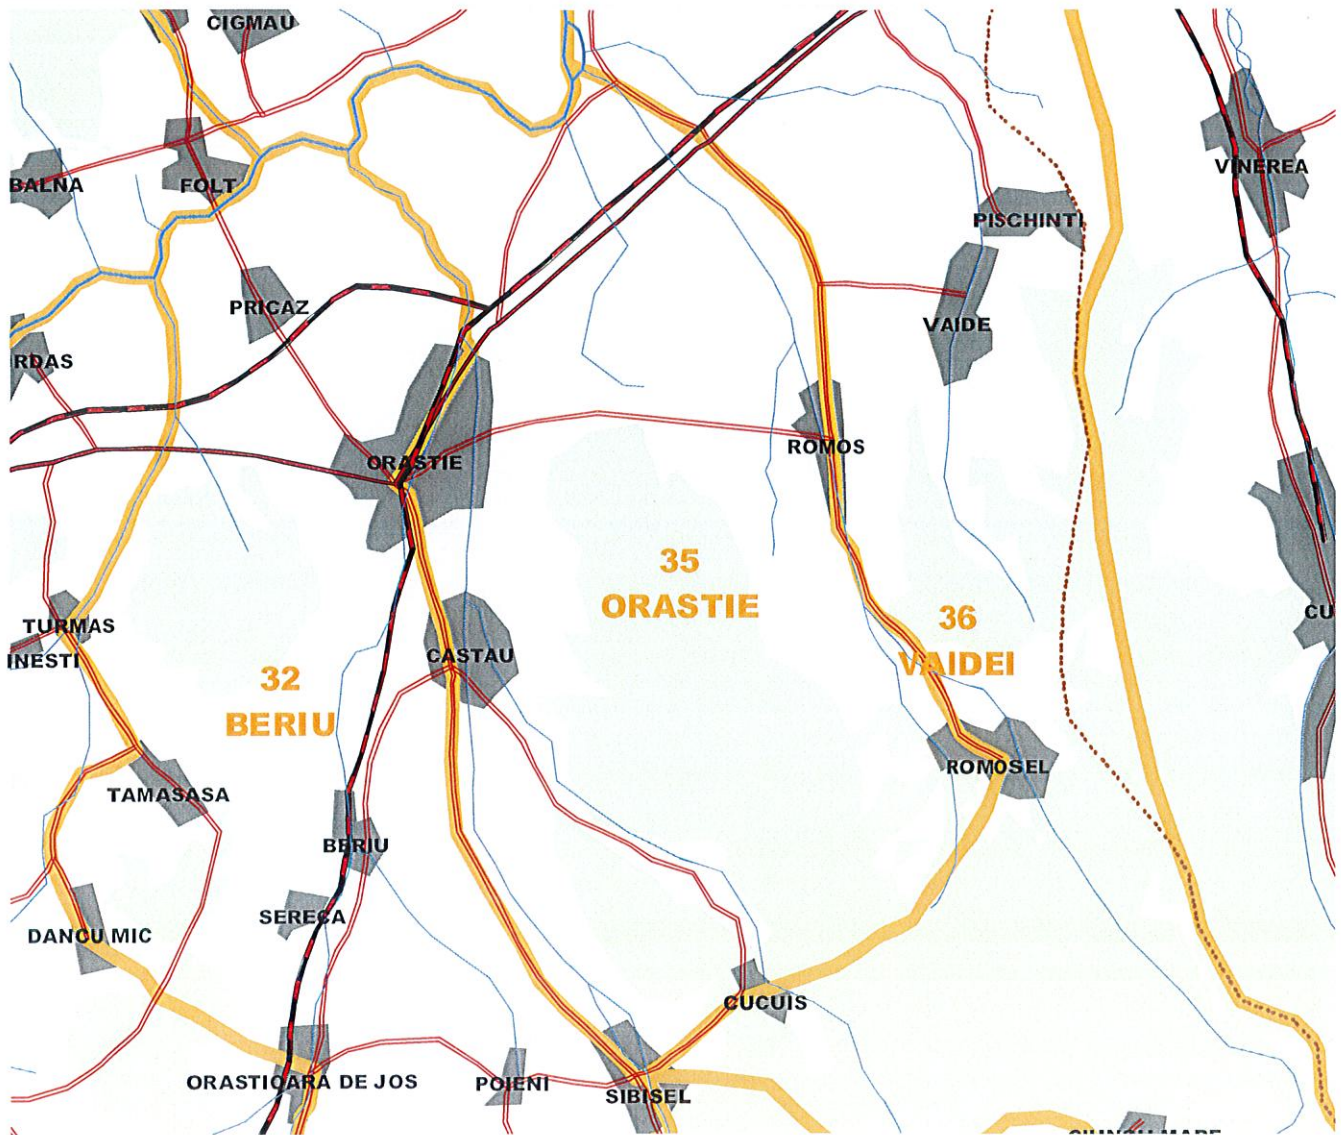 CIGMAU
VINEREA
BALNA
FOLT
PISCHINTI
PRICAZ
VAIDE
RDAS
ROMOS
ORASTIE
35
ORASTIE
36
VAIDEI
CU
TURMAS
INESTI
CASTAU
32
BERIU
ROMOSEL
TAMASASA
BERIU
SERECA
DANCU MIC
CUCUIS
ORASTIOARA DE JOS
POIENI
SIBISEL